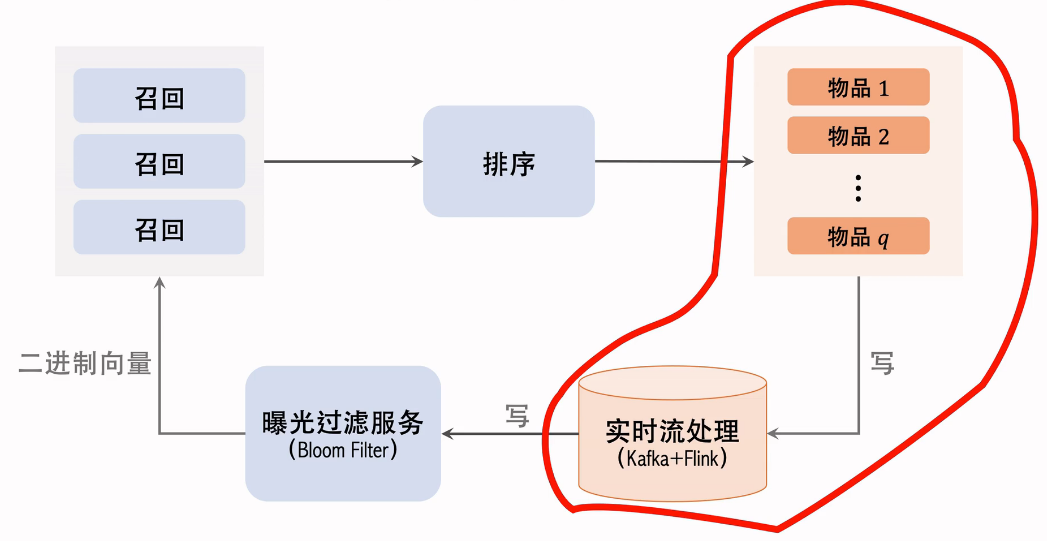 召回
召回
召回
排序
物品 1
物品 2
⋮
物品 q
二进制向量
曝光过滤服务
(Bloom Filter)
写
实时流处理
(Kafka+Flink)
写